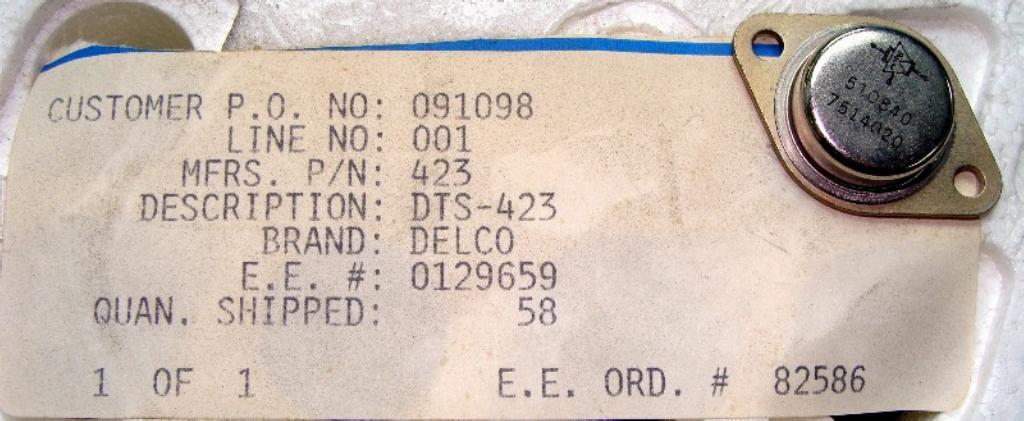 CUSTOMER P.O. NO: 091098
LINE NO: 001
MFRS. P/N: 423
DESCRIPTION: DTS-423
BRAND: DELCO
E.E. #: 0129659
QUAN. SHIPPED: 58
1 OF 1 E.E. ORD. # 82586
7514020